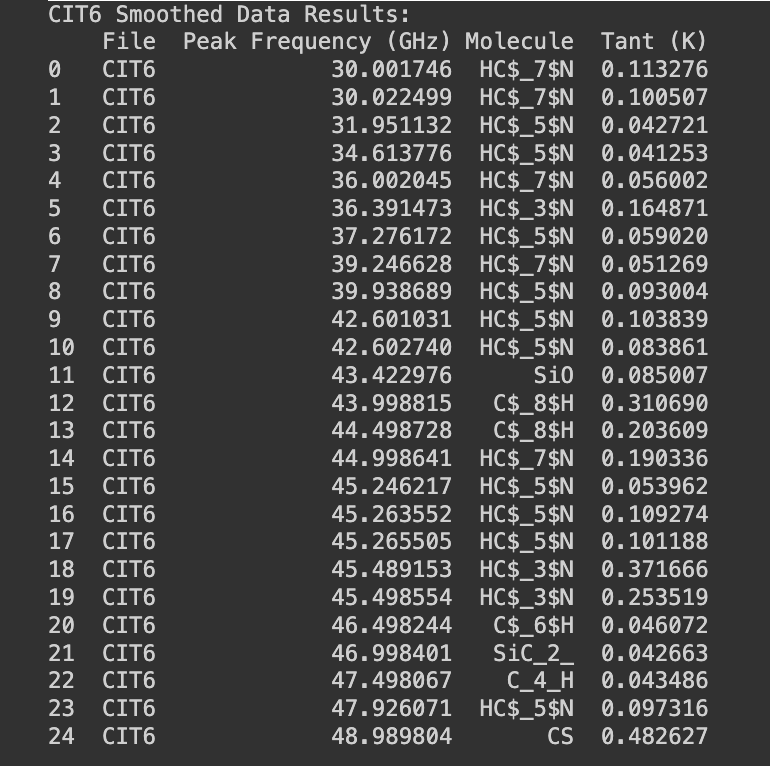 CIT6 Smoothed Data Results:
File Peak Frequency (GHz) Molecule Tant (K)
0 CIT6 30.001746 HC$_7$N 0.113276
1 CIT6 30.022499 HC$_7$N 0.100507
2 CIT6 31.951132 HC$_5$N 0.042721
3 CIT6 34.613776 HC$_5$N 0.041253
4 CIT6 36.002045 HC$_7$N 0.056002
5 CIT6 36.391473 HC$_3$N 0.164871
6 CIT6 37.276172 HC$_5$N 0.059020
7 CIT6 39.246628 HC$_7$N 0.051269
8 CIT6 39.938689 HC$_5$N 0.093004
9 CIT6 42.601031 HC$_5$N 0.103839
10 CIT6 42.602740 HC$_5$N 0.083861
11 CIT6 43.422976 SiO 0.085007
12 CIT6 43.998815 C$_8$H 0.310690
13 CIT6 44.498728 C$_8$H 0.203609
14 CIT6 44.998641 HC$_7$N 0.190336
15 CIT6 45.246217 HC$_5$N 0.053962
16 CIT6 45.263552 HC$_5$N 0.109274
17 CIT6 45.265505 HC$_5$N 0.101188
18 CIT6 45.489153 HC$_3$N 0.371666
19 CIT6 45.498554 HC$_3$N 0.253519
20 CIT6 46.498244 C$_6$H 0.046072
21 CIT6 46.998401 SiC_2_ 0.042663
22 CIT6 47.498067 C_4_H 0.043486
23 CIT6 47.926071 HC$_5$N 0.097316
24 CIT6 48.989804 CS 0.482627